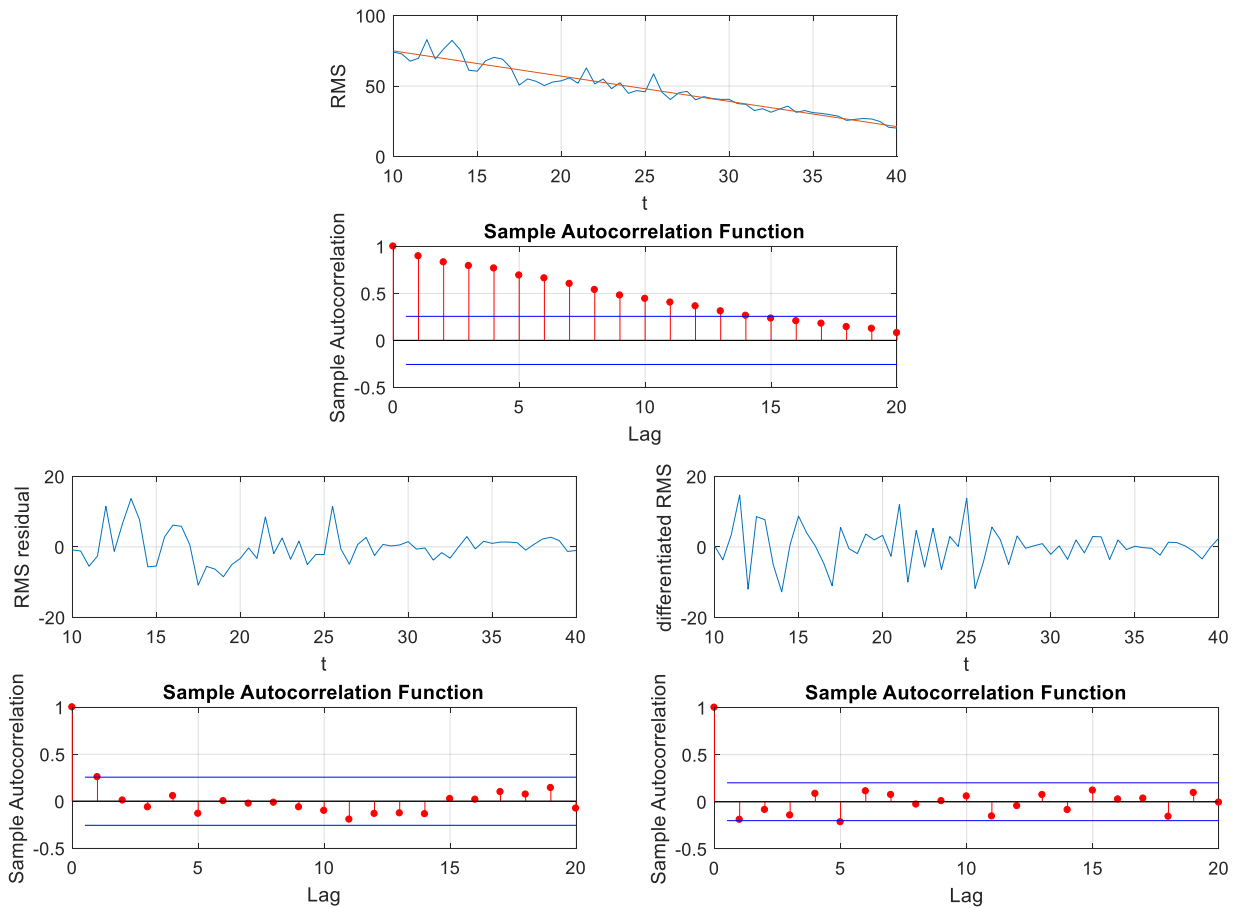 100
50
0
RMS
10 15 20 25 30 35 40
t
Sample Autocorrelation Function
1
0.5
0
-0.5
Sample Autocorrelation
0 5 10 15 20
Lag
20
0
-20
RMS residual
10 15 20 25 30 35 40
t
20
0
-20
differentiated RMS
10 15 20 25 30 35 40
t
Sample Autocorrelation Function
1
0.5
0
-0.5
Sample Autocorrelation
0 5 10 15 20
Lag
Sample Autocorrelation Function
1
0.5
0
-0.5
Sample Autocorrelation
0 5 10 15 20
Lag